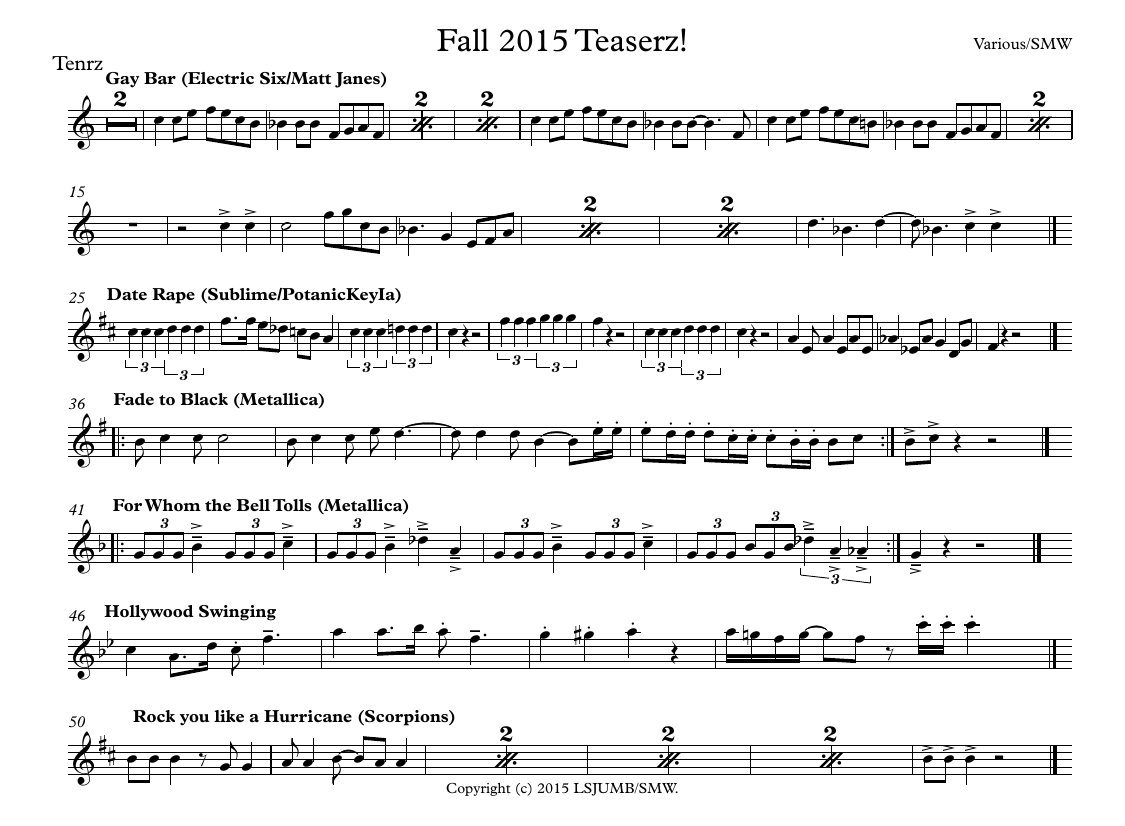 Fall 2015 Teaserz!
Various/SMW
Tenrz
Gay Bar (Electric Six/Matt Janes)
2 2 2 2
15
2 2
25 Date Rape (Sublime/PotanicKeyIa)
3 3 3 3 3 3 3 3
36 Fade to Black (Metallica)
41 For Whom the Bell Tolls (Metallica)
3 3 3 3 3 3 3
3
46 Hollywood Swinging
50 Rock you like a Hurricane (Scorpions)
2 2 2
Copyright (c) 2015 LSJUMB/SMW.